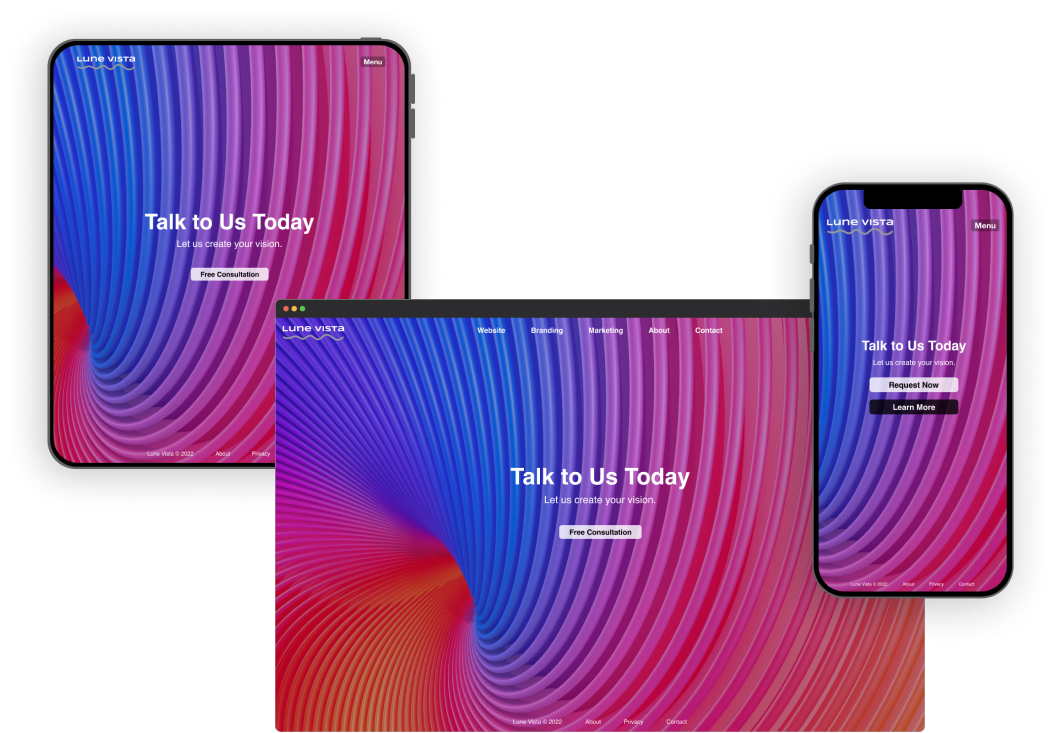 Lune vista
Menu
Talk to Us Today
Let us create your vision.
Free Consultation
Lune Vista © 2022 About Privacy
Lune vista
Website Branding Marketing About Contact
Talk to Us Today
Let us create your vision.
Free Consultation
Lune Vista © 2022 About Privacy Contact
Lune vista
Menu
Talk to Us Today
Let us create your vision.
Request Now
Learn More
Lune Vista © 2022 About Privacy Contact